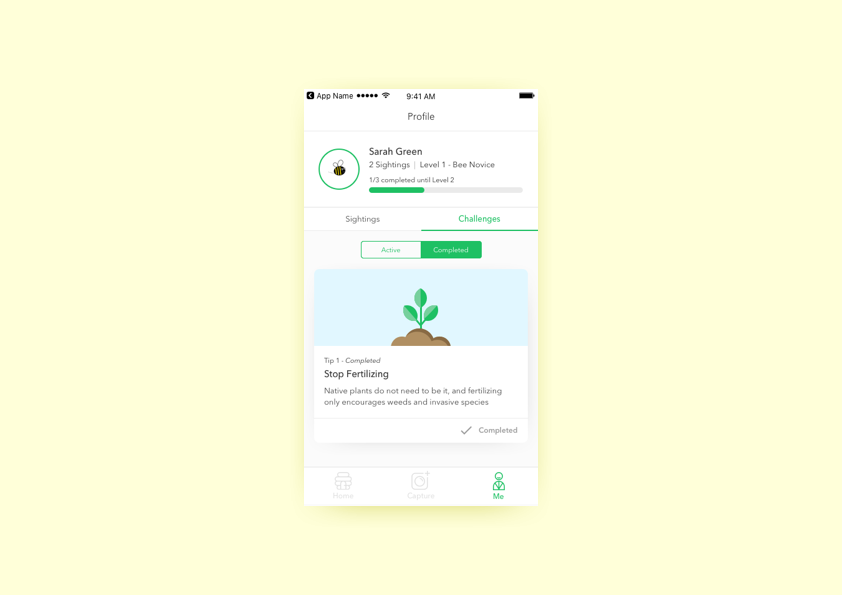 App Name 9:41 AM
Profile
Sarah Green
2 Sightings | Level 1 - Bee Novice
1/3 completed until Level 2
Sightings Challenges
Active Completed
Tip 1 - Completed
Stop Fertilizing
Native plants do not need to be it, and fertilizing
only encourages weeds and invasive species
Completed
Home Capture Me